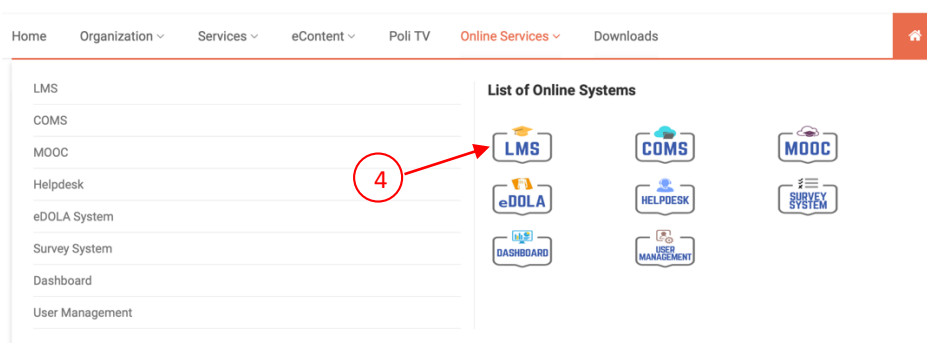 Home Organization Services eContent Poli TV Online Services Downloads
LMS
COMS
MOOC
Helpdesk
eDOLA System
Survey System
Dashboard
User Management
List of Online Systems
LMS COMS MOOC
4
eDOLA HELPDESK SURVEY
SYSTEM
DASHBOARD USER
MANAGEMENT